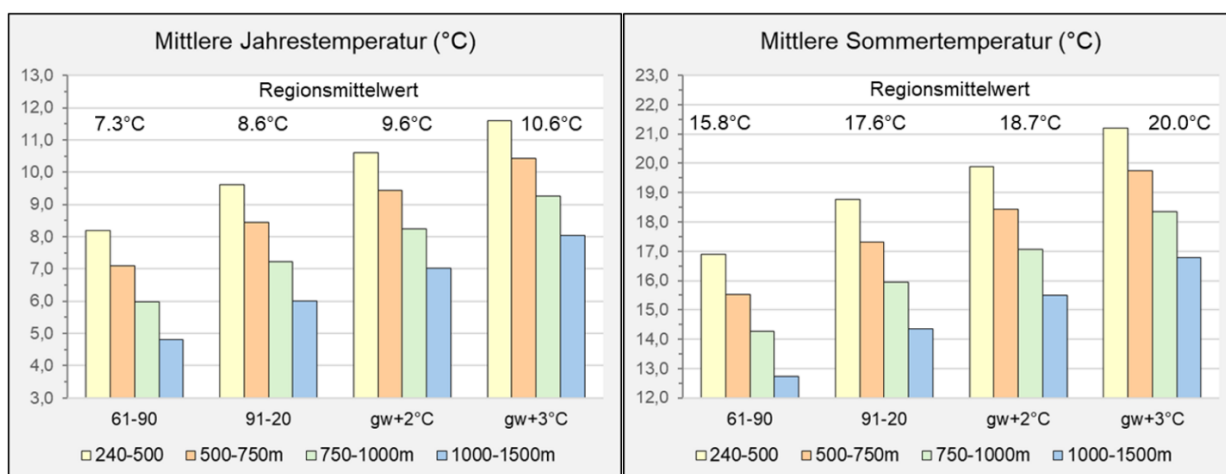 Mittlere Jahrestemperatur (°C)
13,0
12,0
11,0
10,0
9,0
8,0
7,0
6,0
5,0
4,0
3,0
Regionsmittelwert
7.3°C 8.6°C 9.6°C 10.6°C
61-90 91-20 gw+2°C gw+3°C
240-500 500-750m 750-1000m 1000-1500m
Mittlere Sommertemperatur (°C)
23,0
22,0
21,0
20,0
19,0
18,0
17,0
16,0
15,0
14,0
13,0
12,0
Regionsmittelwert
15.8°C 17.6°C 18.7°C 20.0°C
61-90 91-20 gw+2°C gw+3°C
240-500 500-750m 750-1000m 1000-1500m